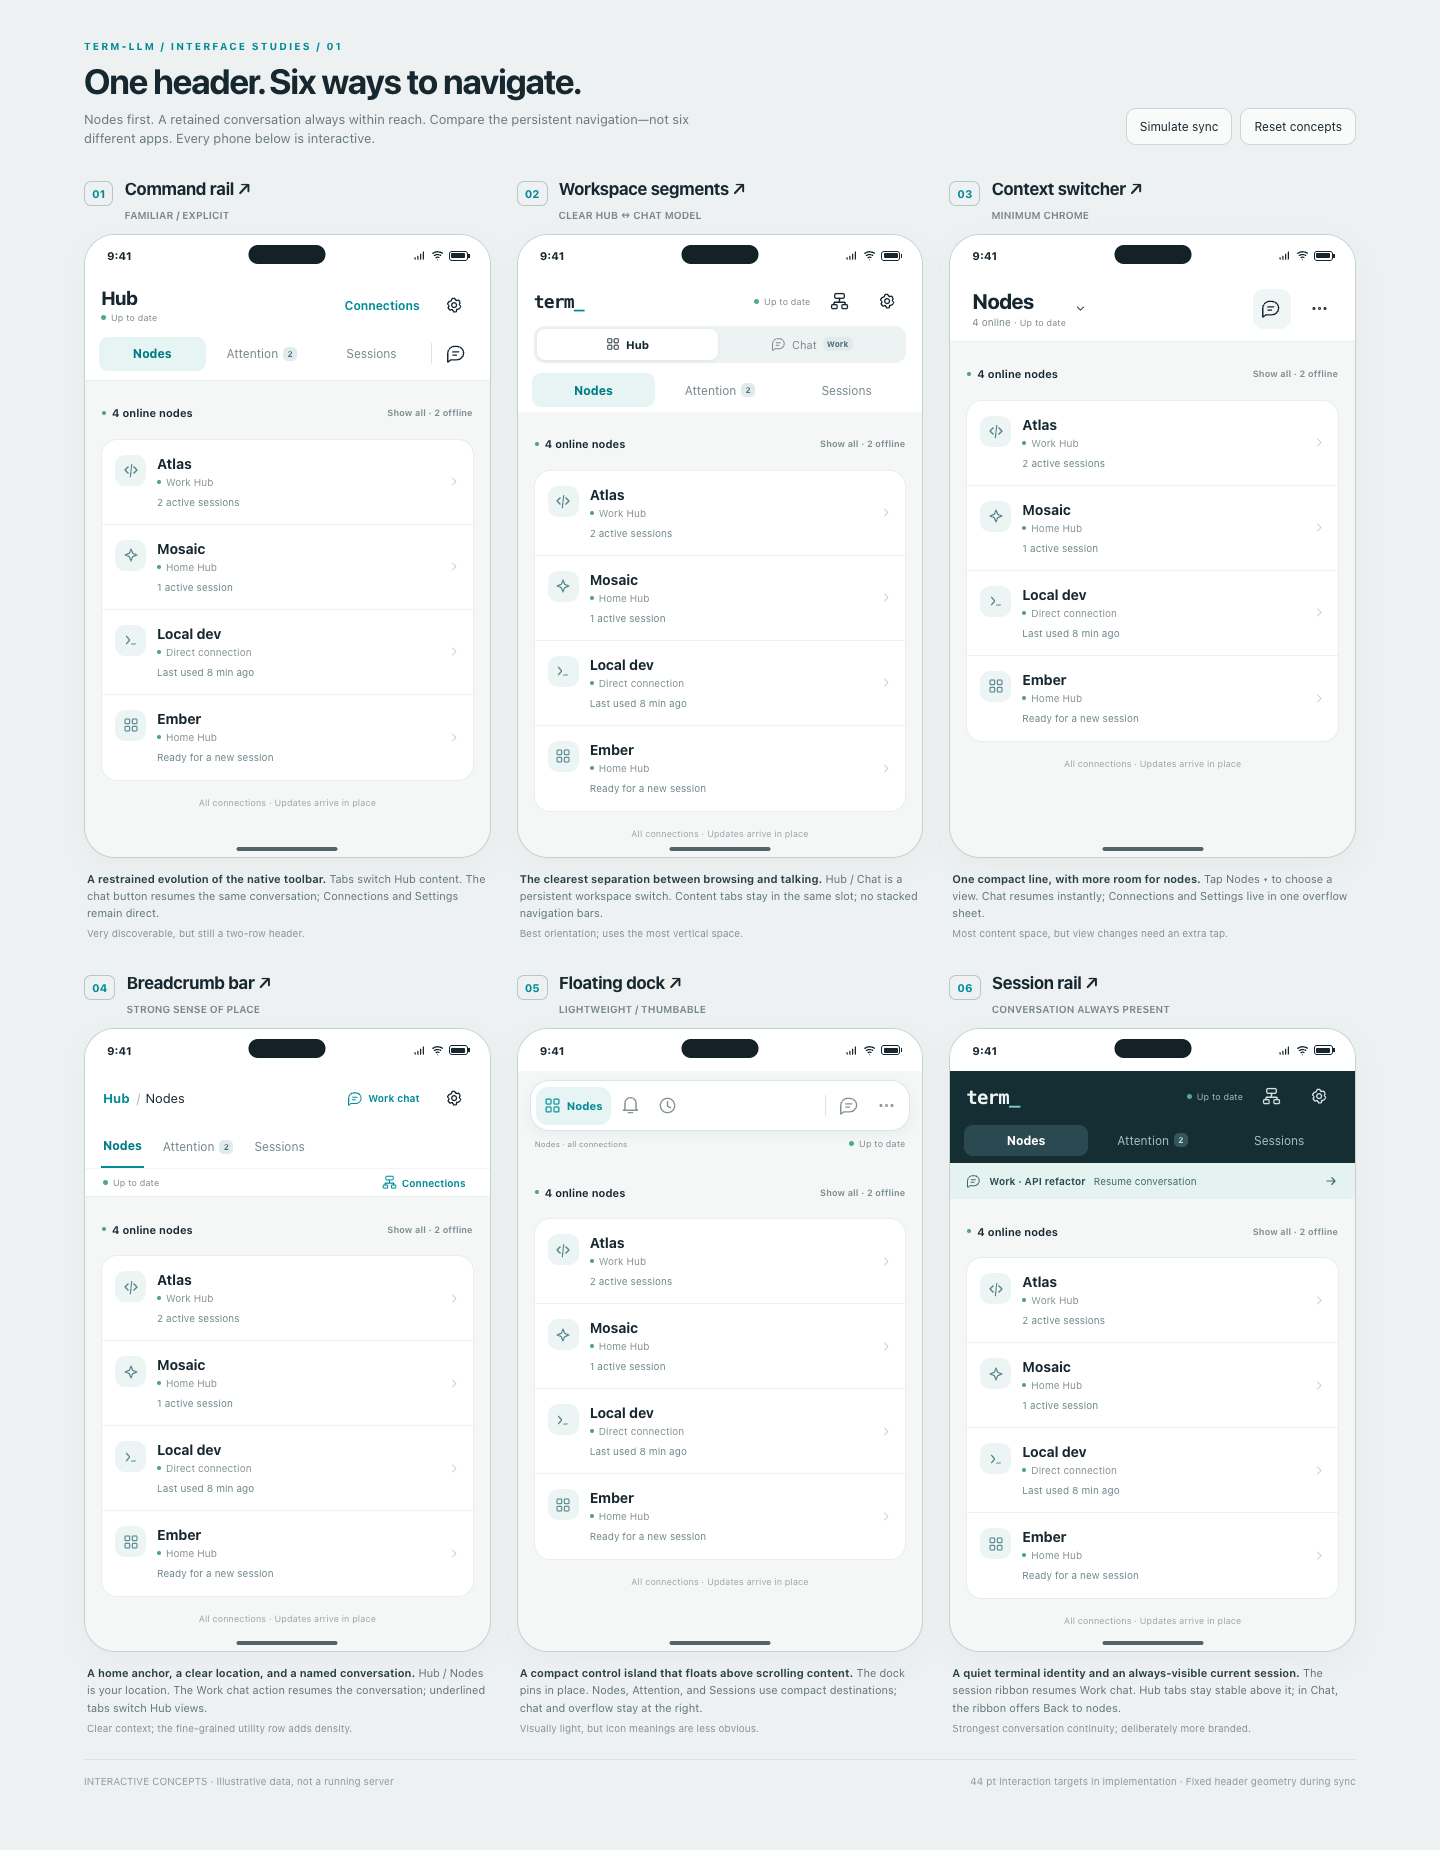 TERM-LLM / INTERFACE STUDIES / 01
One header. Six ways to navigate.
Nodes first. A retained conversation always within reach. Compare the persistent navigation—not six
different apps. Every phone below is interactive.
Simulate sync
Reset concepts
01
Command rail ↗
FAMILIAR / EXPLICIT
9:41
Hub
Up to date
Connections
Nodes
Attention 2
Sessions
4 online nodes
Show all · 2 offline
Atlas
Work Hub
2 active sessions
Mosaic
Home Hub
1 active session
Local dev
Direct connection
Last used 8 min ago
Ember
Home Hub
Ready for a new session
All connections · Updates arrive in place
A restrained evolution of the native toolbar. Tabs switch Hub content. The
chat button resumes the same conversation; Connections and Settings
remain direct.
Very discoverable, but still a two-row header.
02
Workspace segments ↗
CLEAR HUB ↔ CHAT MODEL
9:41
term_
Up to date
Hub
Chat Work
Nodes
Attention 2
Sessions
4 online nodes
Show all · 2 offline
Atlas
Work Hub
2 active sessions
Mosaic
Home Hub
1 active session
Local dev
Direct connection
Last used 8 min ago
Ember
Home Hub
Ready for a new session
All connections · Updates arrive in place
The clearest separation between browsing and talking. Hub / Chat is a
persistent workspace switch. Content tabs stay in the same slot; no stacked
navigation bars.
Best orientation; uses the most vertical space.
03
Context switcher ↗
MINIMUM CHROME
9:41
Nodes
4 online · Up to date
4 online nodes
Show all · 2 offline
Atlas
Work Hub
2 active sessions
Mosaic
Home Hub
1 active session
Local dev
Direct connection
Last used 8 min ago
Ember
Home Hub
Ready for a new session
All connections · Updates arrive in place
One compact line, with more room for nodes. Tap Nodes ▾ to choose a
view. Chat resumes instantly; Connections and Settings live in one overflow
sheet.
Most content space, but view changes need an extra tap.
04
Breadcrumb bar ↗
STRONG SENSE OF PLACE
9:41
Hub / Nodes
Work chat
Nodes
Attention 2
Sessions
Up to date
Connections
4 online nodes
Show all · 2 offline
Atlas
Work Hub
2 active sessions
Mosaic
Home Hub
1 active session
Local dev
Direct connection
Last used 8 min ago
Ember
Home Hub
Ready for a new session
All connections · Updates arrive in place
A home anchor, a clear location, and a named conversation. Hub / Nodes
is your location. The Work chat action resumes the conversation; underlined
tabs switch Hub views.
Clear context; the fine-grained utility row adds density.
05
Floating dock ↗
LIGHTWEIGHT / THUMBABLE
9:41
Nodes
Nodes · all connections
Up to date
4 online nodes
Show all · 2 offline
Atlas
Work Hub
2 active sessions
Mosaic
Home Hub
1 active session
Local dev
Direct connection
Last used 8 min ago
Ember
Home Hub
Ready for a new session
All connections · Updates arrive in place
A compact control island that floats above scrolling content. The dock
pins in place. Nodes, Attention, and Sessions use compact destinations;
chat and overflow stay at the right.
Visually light, but icon meanings are less obvious.
06
Session rail ↗
CONVERSATION ALWAYS PRESENT
9:41
term_
Up to date
Nodes
Attention 2
Sessions
Work · API refactor Resume conversation →
4 online nodes
Show all · 2 offline
Atlas
Work Hub
2 active sessions
Mosaic
Home Hub
1 active session
Local dev
Direct connection
Last used 8 min ago
Ember
Home Hub
Ready for a new session
All connections · Updates arrive in place
A quiet terminal identity and an always-visible current session. The
session ribbon resumes Work chat. Hub tabs stay stable above it; in Chat,
the ribbon offers Back to nodes.
Strongest conversation continuity; deliberately more branded.
INTERACTIVE CONCEPTS · Illustrative data, not a running server
44 pt interaction targets in implementation · Fixed header geometry during sync